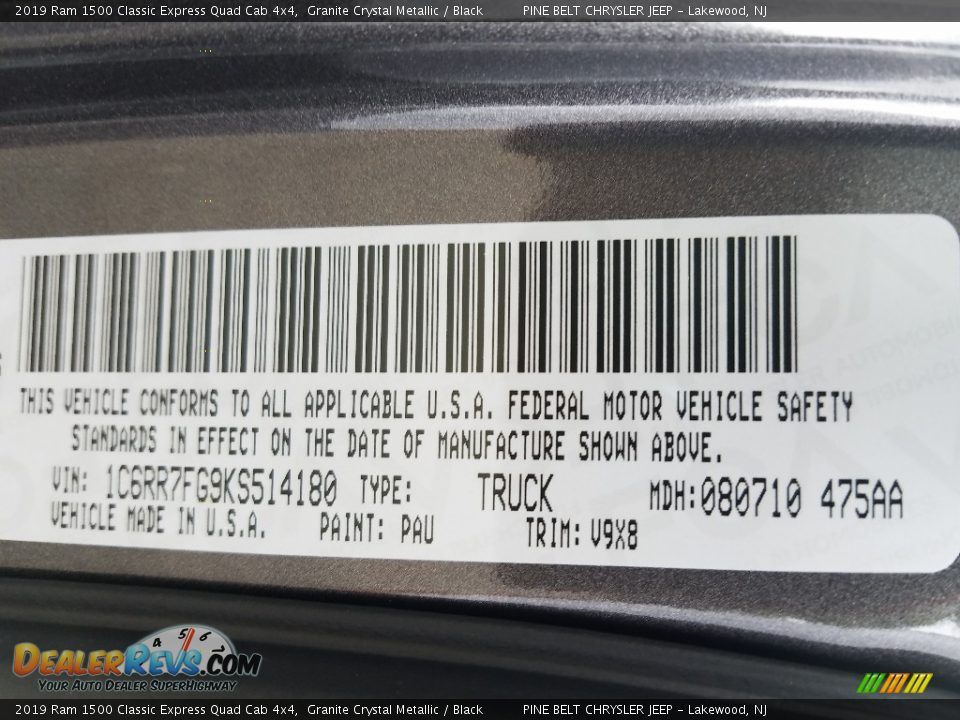 2019 Ram 1500 Classic Express Quad Cab 4x4,  Granite Crystal Metallic / Black    PINE BELT CHRYSLER JEEP - Lakewood, NJ
THIS VEHICLE CONFORMS TO ALL APPLICABLE U.S.A. FEDERAL MOTOR VEHICLE SAFETY
STANDARDS IN EFFECT ON THE DATE OF MANUFACTURE SHOWN ABOVE.
VIN: 1C6RR7FG9KS514180 TYPE: TRUCK MDH:080710 475AA
VEHICLE MADE IN U.S.A. PAINT: PAU TRIM: V9X8
4 5 6
DEALERREVS.COM
YOUR AUTO DEALER SUPERHIGHWAY
2019 Ram 1500 Classic Express Quad Cab 4x4,  Granite Crystal Metallic / Black    PINE BELT CHRYSLER JEEP - Lakewood, NJ